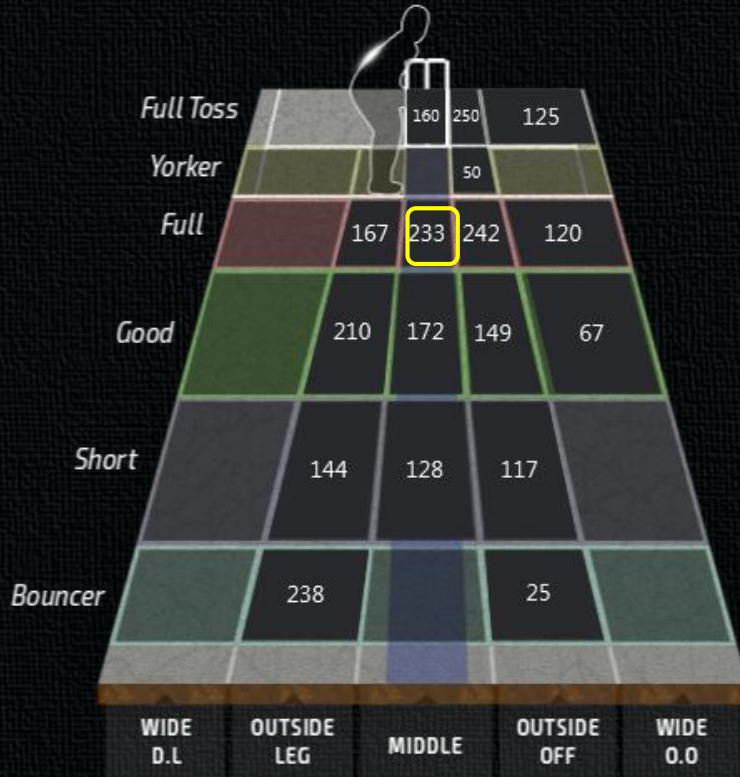 Full Toss 160 250 125
Yorker 50
Full 167 233 242 120
Good 210 172 149 67
Short 144 128 117
Bouncer 238 25
WIDE D.L OUTSIDE LEG MIDDLE OUTSIDE OFF WIDE O.O